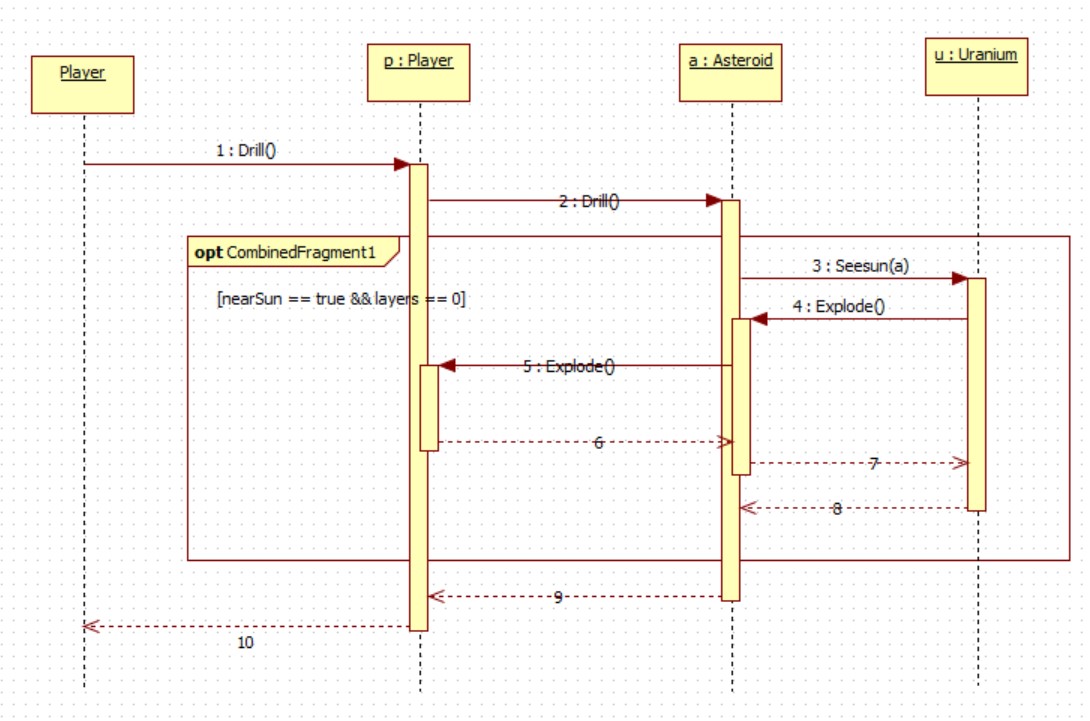 Player
p : Player
a : Asteroid
u : Uranium
1 : Drill()
2 : Drill()
opt CombinedFragment1
3 : Seesun(a)
[nearSun == true && layers == 0]
4 : Explode()
5 : Explode()
6
7
8
9
10